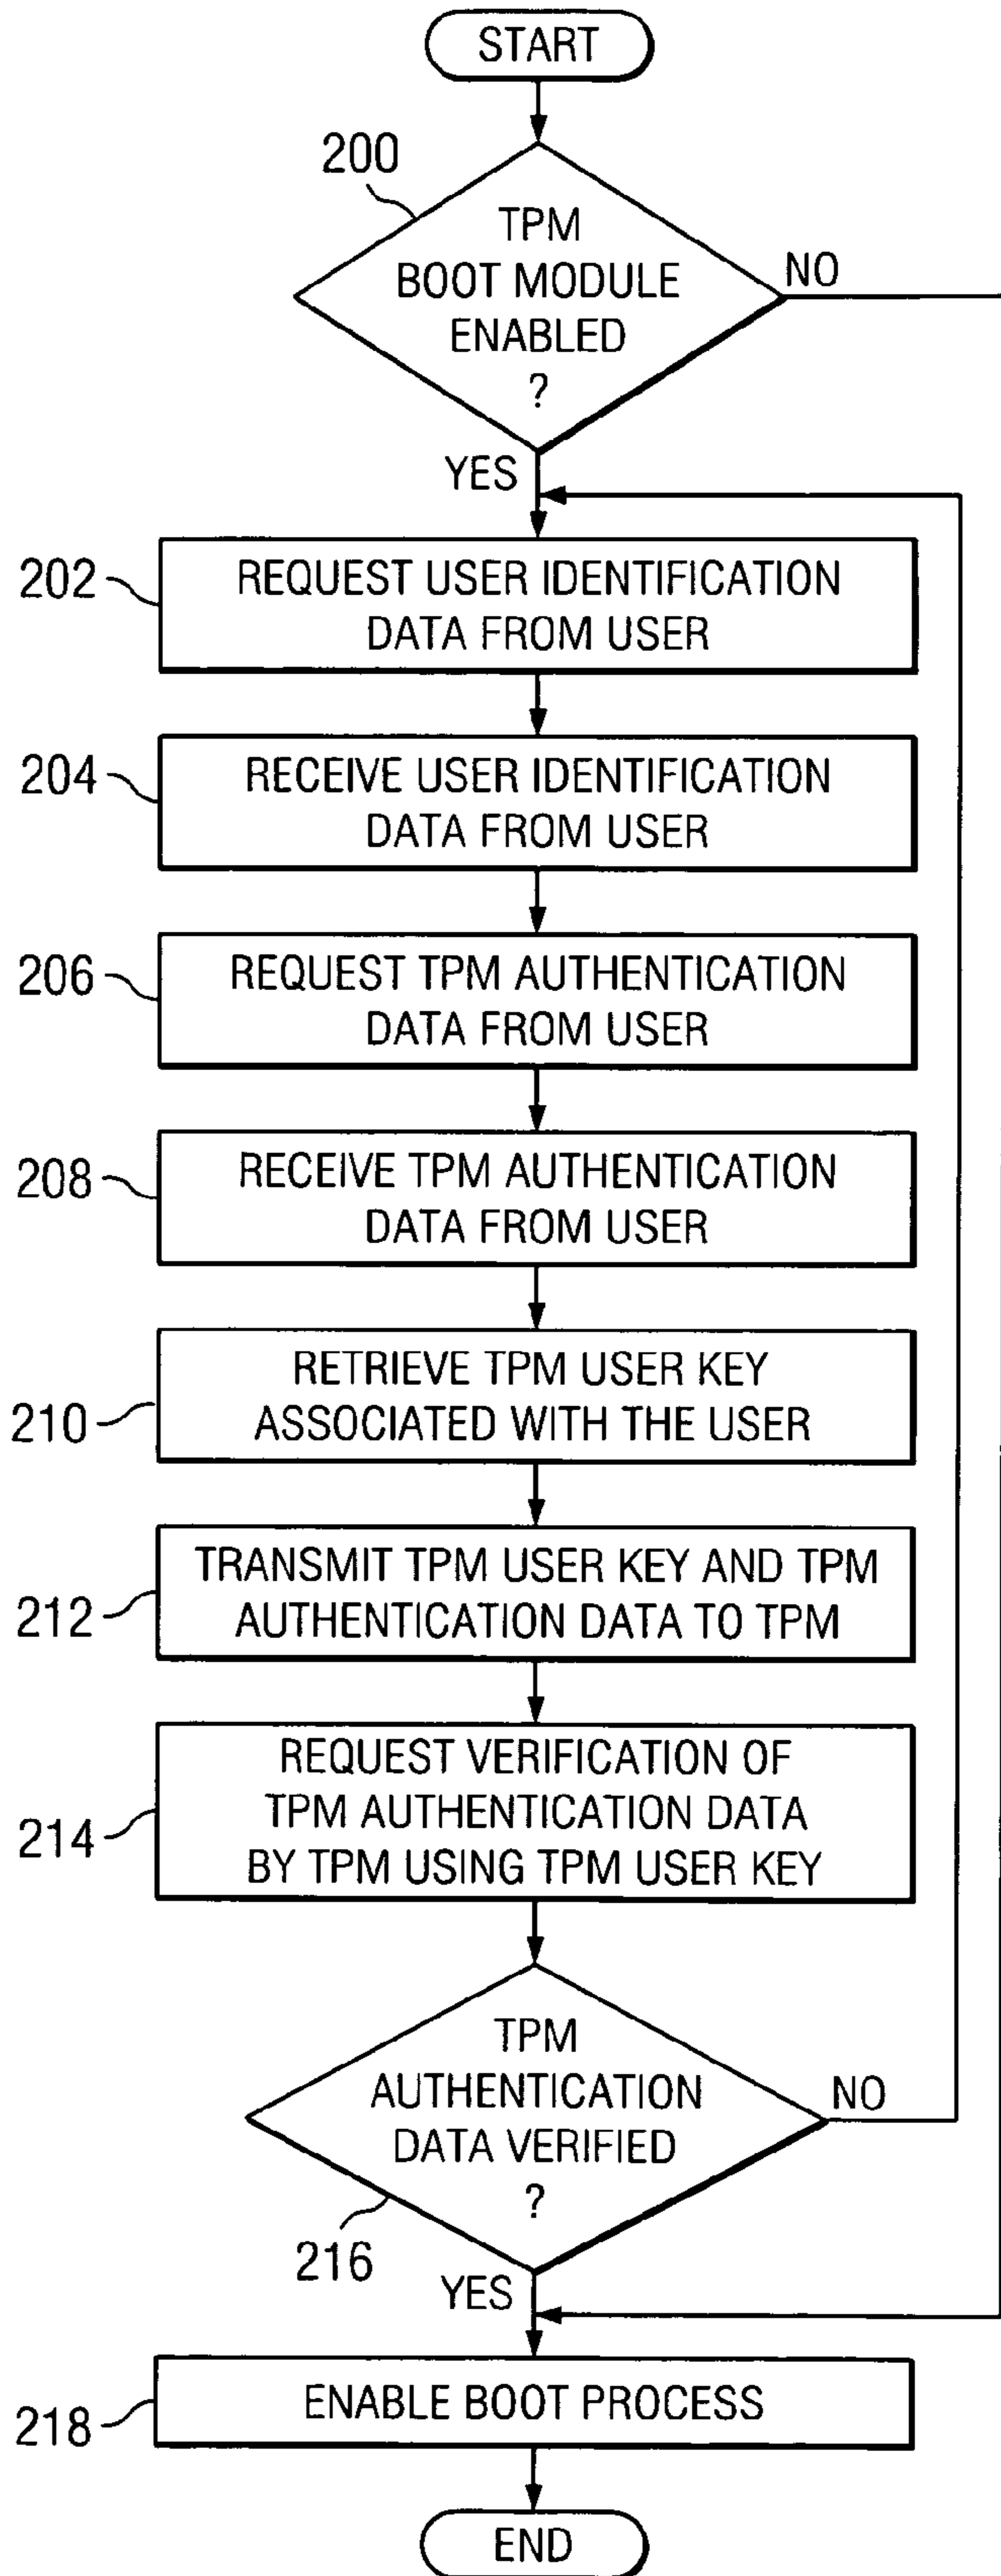 START
200
TPM
BOOT MODULE
ENABLED
?
NO
YES
202
REQUEST USER IDENTIFICATION
DATA FROM USER
204
RECEIVE USER IDENTIFICATION
DATA FROM USER
206
REQUEST TPM AUTHENTICATION
DATA FROM USER
208
RECEIVE TPM AUTHENTICATION
DATA FROM USER
210
RETRIEVE TPM USER KEY
ASSOCIATED WITH THE USER
212
TRANSMIT TPM USER KEY AND TPM
AUTHENTICATION DATA TO TPM
214
REQUEST VERIFICATION OF
TPM AUTHENTICATION DATA
BY TPM USING TPM USER KEY
TPM
AUTHENTICATION
DATA VERIFIED
?
NO
216
YES
218
ENABLE BOOT PROCESS
END